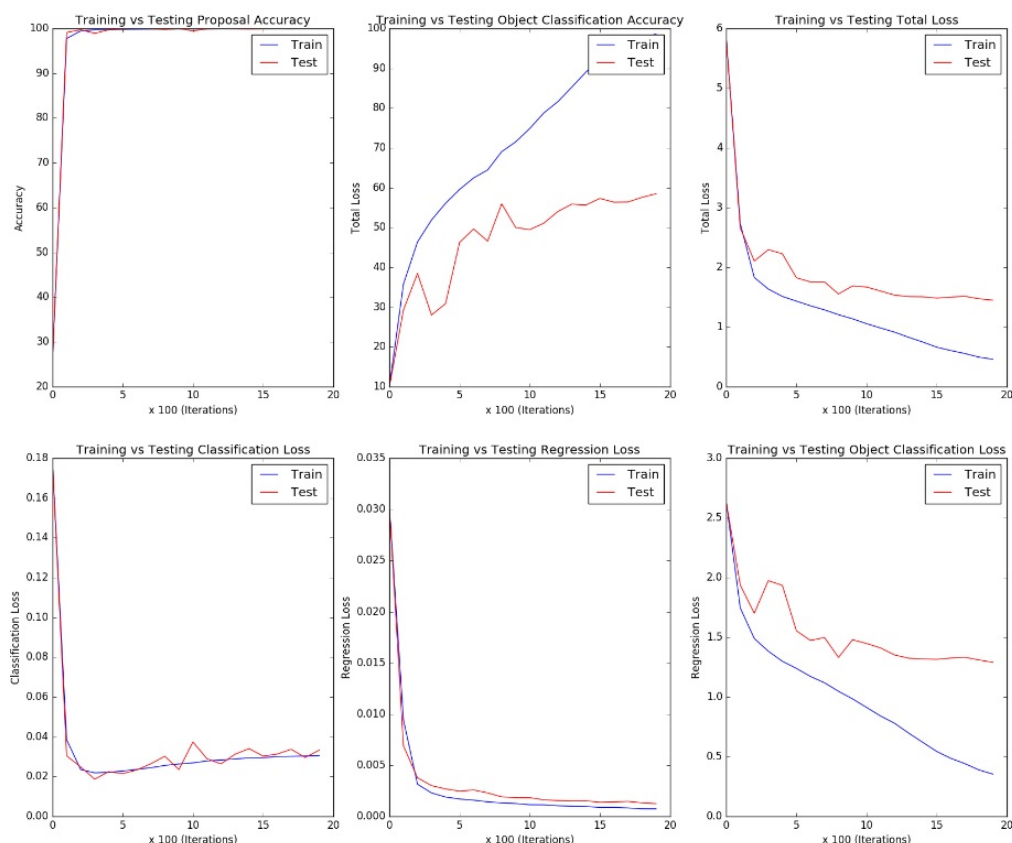 Training vs Testing Proposal Accuracy
Train
Test
100
90
80
100
60
50
40
30
20
0
5
10
15
20
Accuracy
x 100 (Iterations)
Training vs Testing Object Classification Accuracy
Train
Test
100
90
80
70
60
50
40
30
20
10
0
5
10
15
20
Total Loss
x 100 (Iterations)
Training vs Testing Total Loss
Train
Test
6
5
4
3
2
1
0
0
5
10
15
20
Total Loss
x 100 (Iterations)
Training vs Testing Classification Loss
Train
Test
0.18
0.16
0.14
0.12
0.10
0.08
0.06
0.04
0.02
0.00
0
5
10
15
20
Classification Loss
x 100 (Iterations)
Training vs Testing Regression Loss
Train
Test
0.035
0.030
0.025
0.020
0.015
0.010
0.005
0.000
0
5
10
15
20
Regression Loss
x 100 (Iterations)
Training vs Testing Object Classification Loss
Train
Test
3.0
2.5
2.0
1.5
1.0
0.5
0.0
0
5
10
15
20
Regression Loss
x 100 (Iterations)